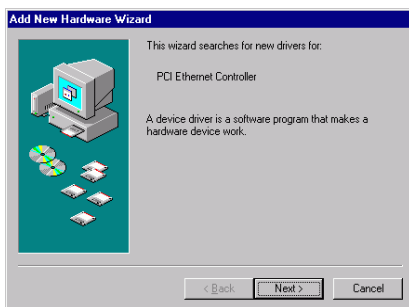 Add New Hardware Wizard
This wizard searches for new drivers for:
PCI Ethernet Controller
A device driver is a software program that makes a
hardware device work.
< Back Next > Cancel